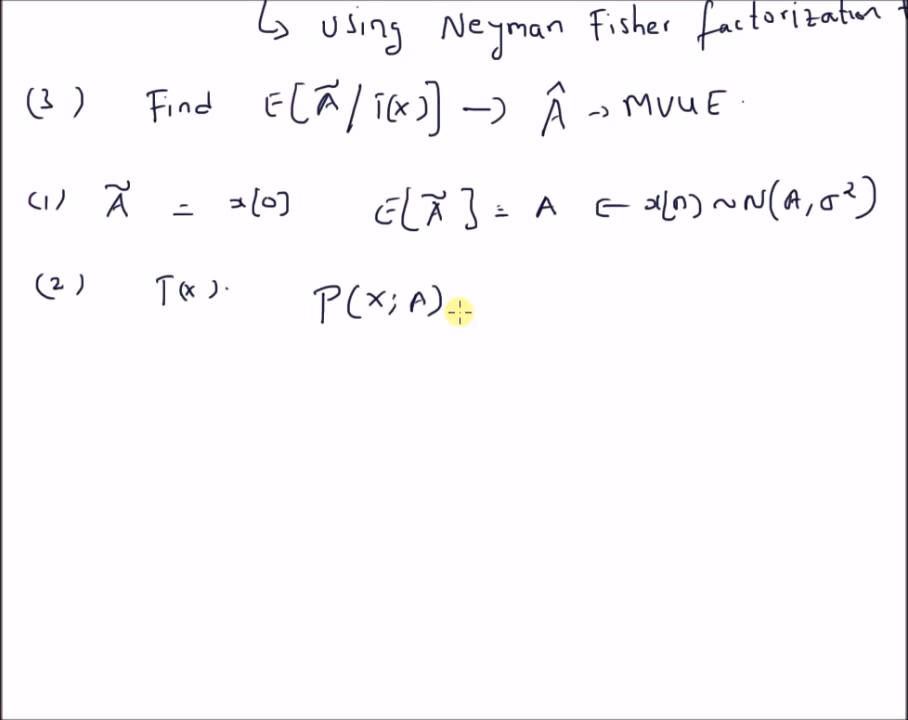 ↳ Using Neyman Fisher factorization
(3) Find E[Ã/T(x)] → Â → MVUE.
(1) Ã = x[0] E[Ã] = A ← x[n] ~ N(A, σ²)
(2) T(x). P(x; A)